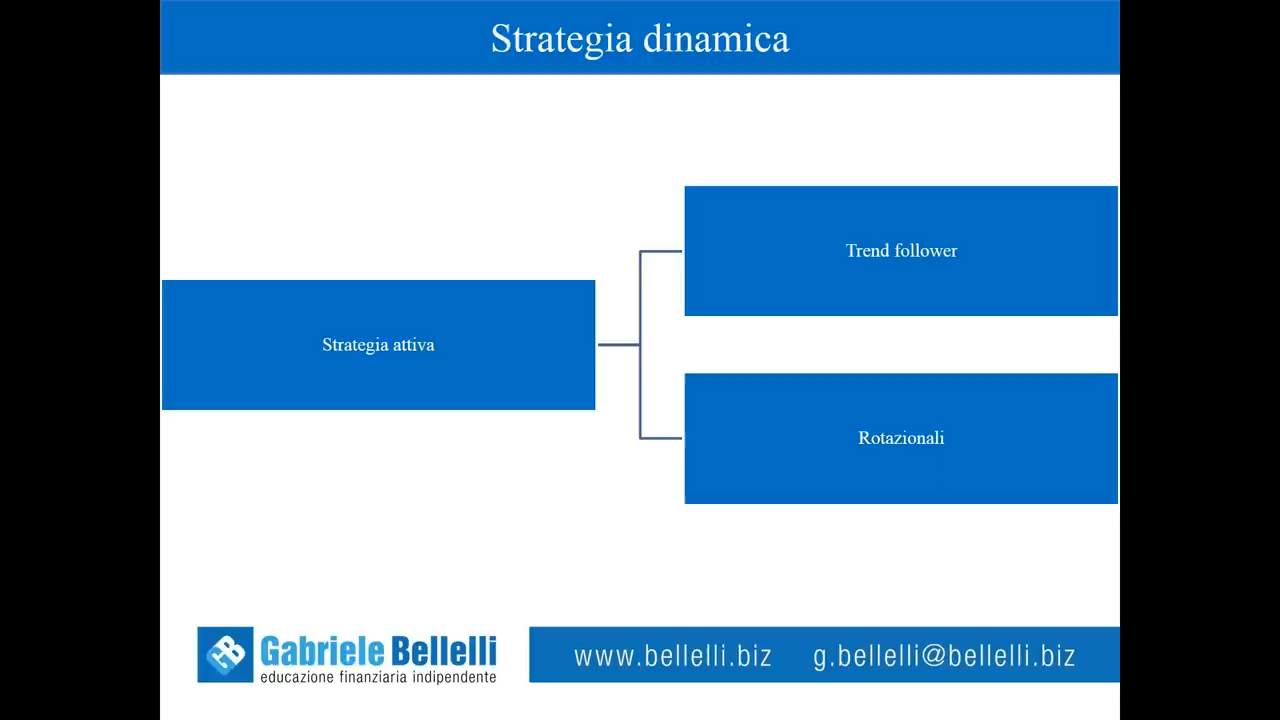 Strategia dinamica
Trend follower
Strategia attiva
Rotazionali
Gabriele Bellelli
educazione finanziaria indipendente
www.bellelli.biz g.bellelli@bellelli.biz